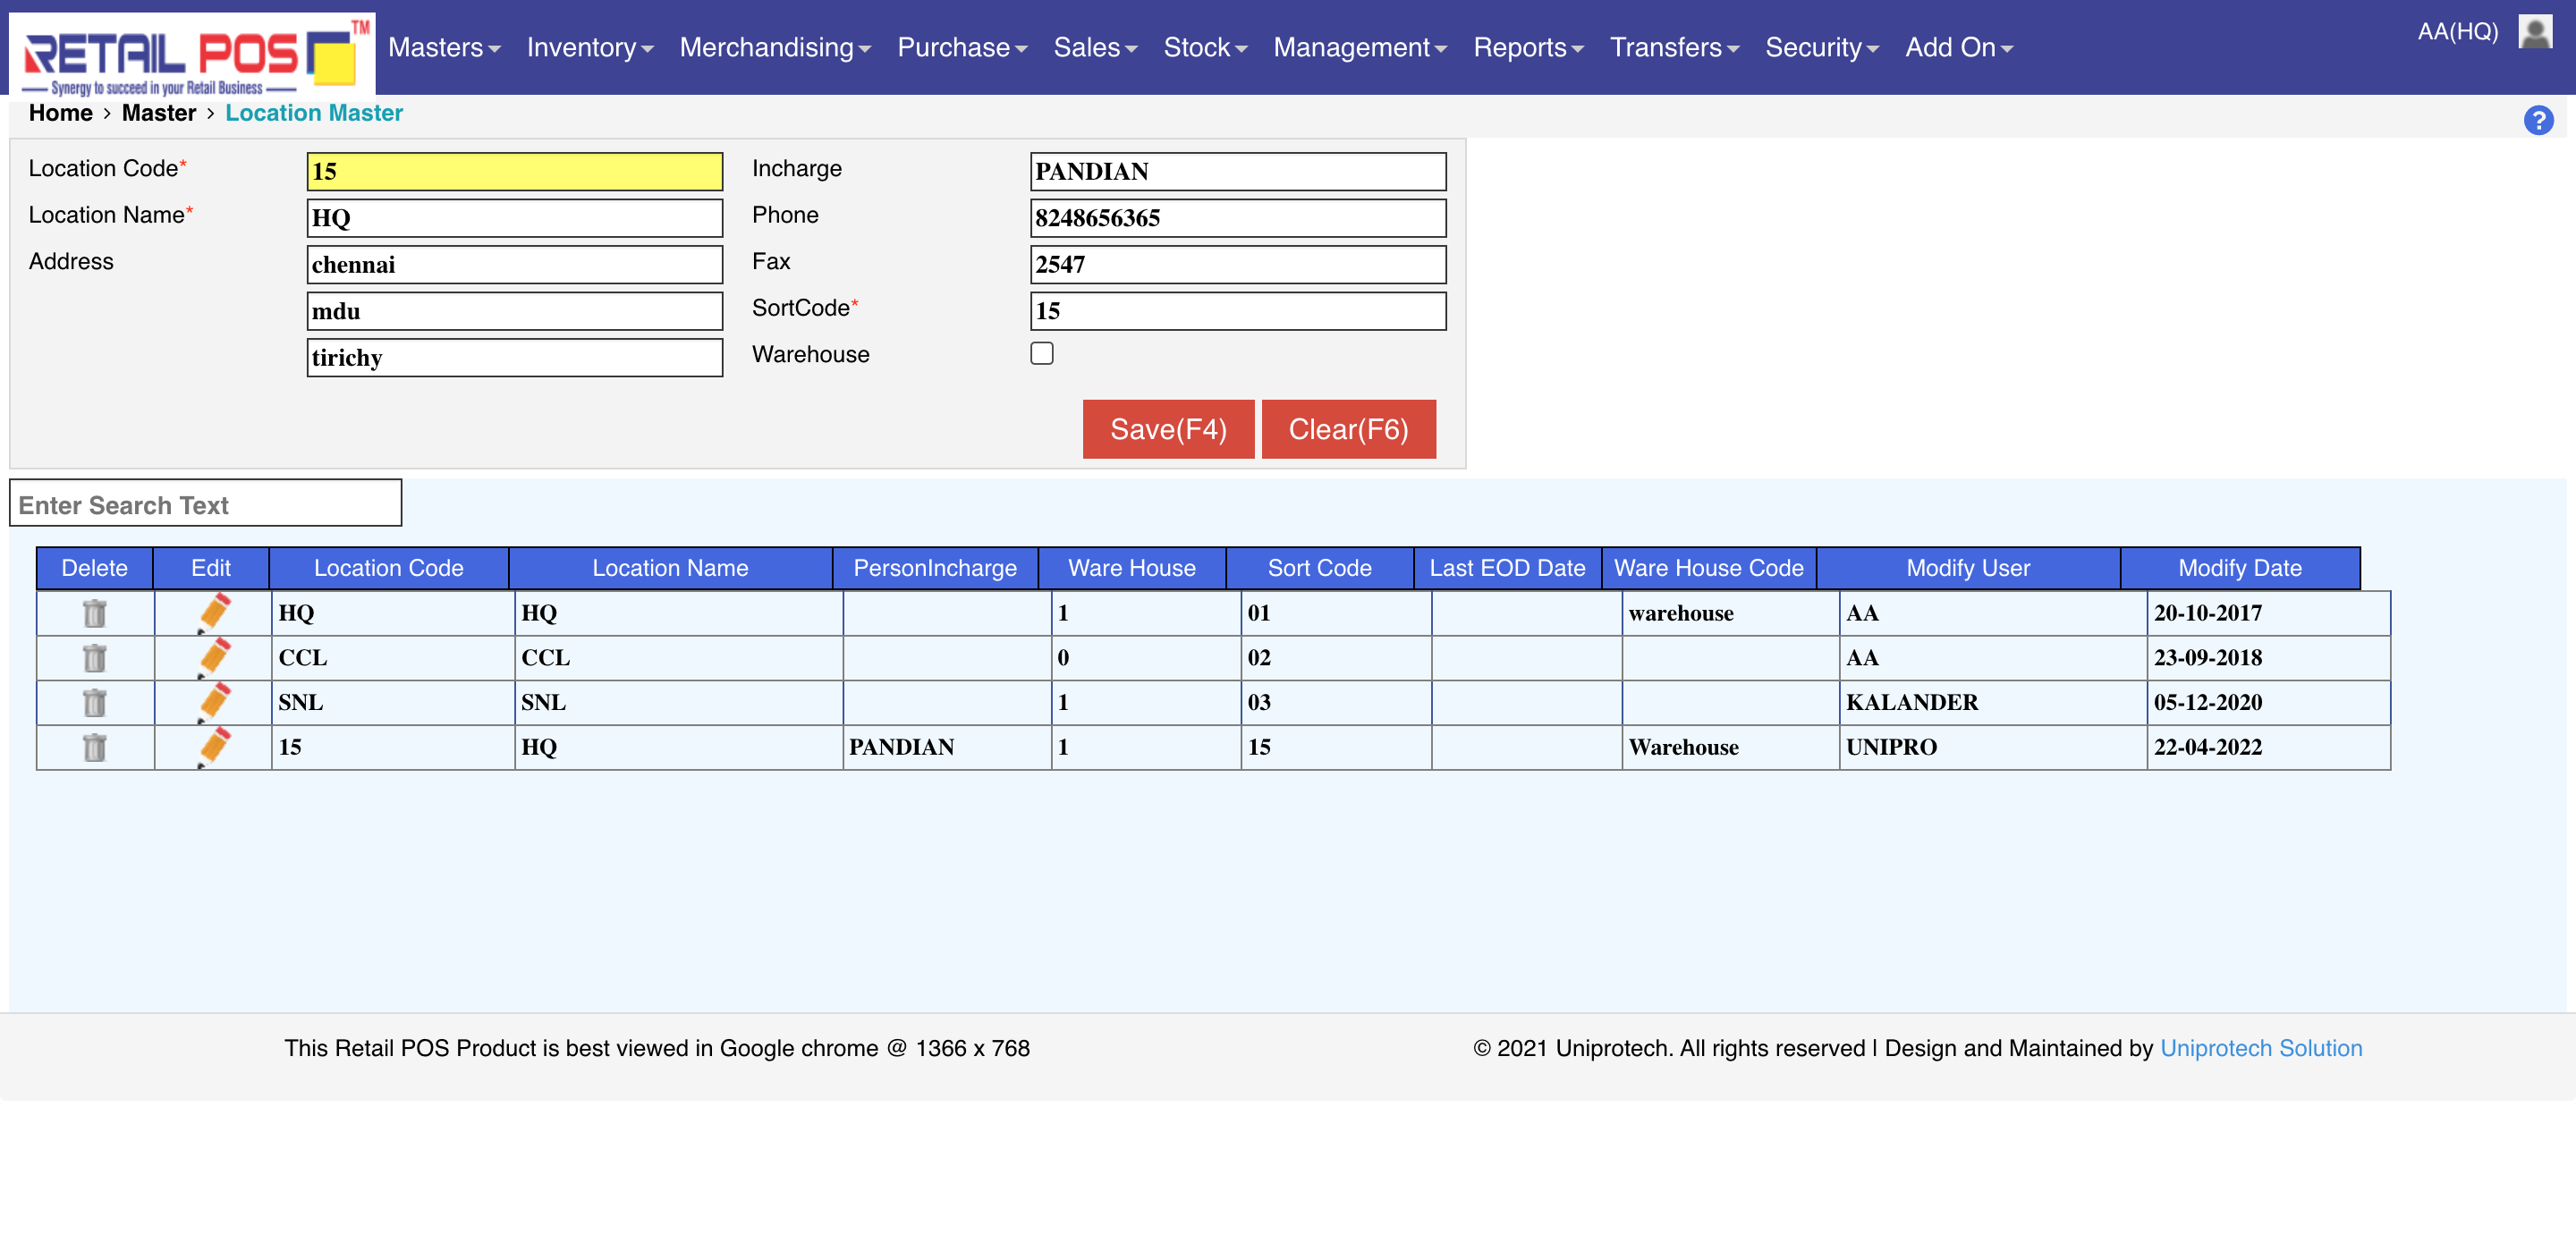 RETAIL POS TM
Synergy to succeed in your Retail Business
Masters Inventory Merchandising Purchase Sales Stock Management Reports Transfers Security Add On AA(HQ)
Home › Master › Location Master ?
Location Code* 15 Incharge PANDIAN
Location Name* HQ Phone 8248656365
Address chennai Fax 2547
mdu SortCode* 15
tirichy Warehouse
Save(F4) Clear(F6)
Enter Search Text
Delete Edit Location Code Location Name PersonIncharge Ware House Sort Code Last EOD Date Ware House Code Modify User Modify Date
HQ HQ 1 01 warehouse AA 20-10-2017
CCL CCL 0 02 AA 23-09-2018
SNL SNL 1 03 KALANDER 05-12-2020
15 HQ PANDIAN 1 15 Warehouse UNIPRO 22-04-2022
This Retail POS Product is best viewed in Google chrome @ 1366 x 768 © 2021 Uniprotech. All rights reserved l Design and Maintained by Uniprotech Solution